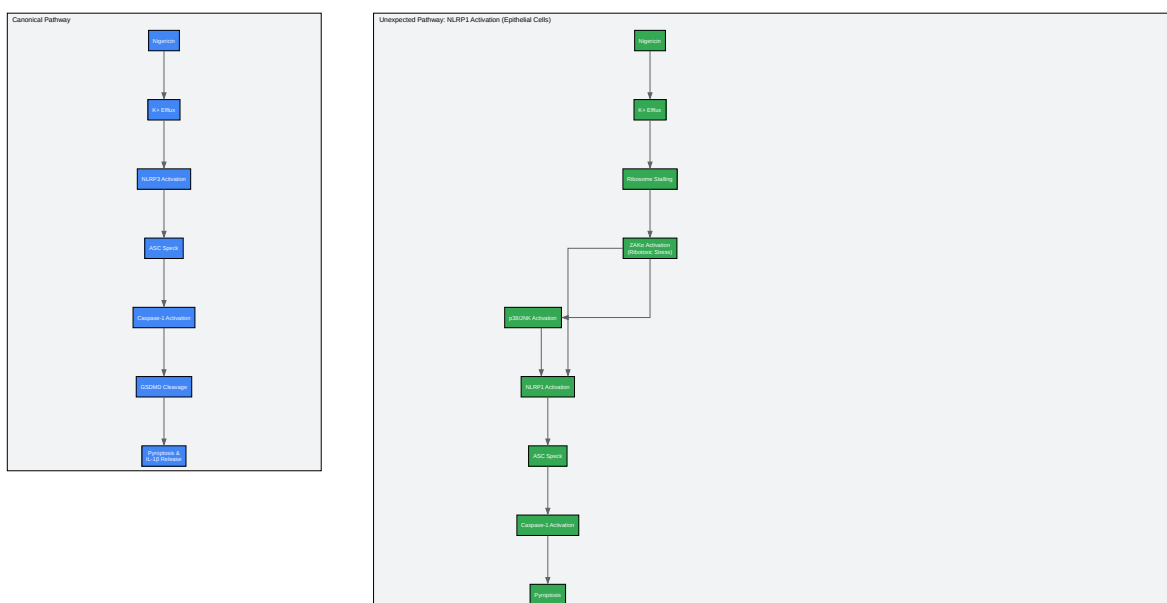 Canonical Pathway
Nigericin
K+ Efflux
NLRP3 Activation
ASC Speck
Caspase-1 Activation
GSDMD Cleavage
Pyroptosis &
IL-1β Release
Unexpected Pathway: NLRP1 Activation (Epithelial Cells)
Nigericin
K+ Efflux
Ribosome Stalling
ZAKα Activation
(Ribotoxic Stress)
p38/JNK Activation
NLRP1 Activation
ASC Speck
Caspase-1 Activation
Pyroptosis